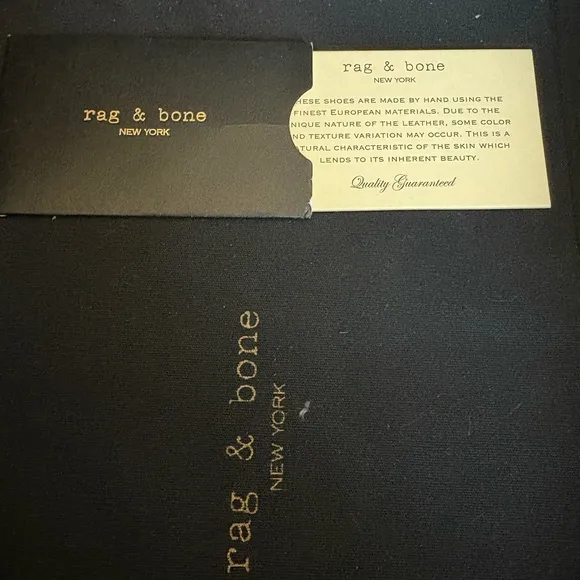 rag & bone
NEW YORK
rag & bone
NEW YORK
HESE SHOES ARE MADE BY HAND USING THE
FINEST EUROPEAN MATERIALS. DUE TO THE
NIQUE NATURE OF THE LEATHER, SOME COLOR
ND TEXTURE VARIATION MAY OCCUR. THIS IS A
TURAL CHARACTERISTIC OF THE SKIN WHICH
LENDS TO ITS INHERENT BEAUTY.
Quality Guaranteed
rag & bone
NEW YORK